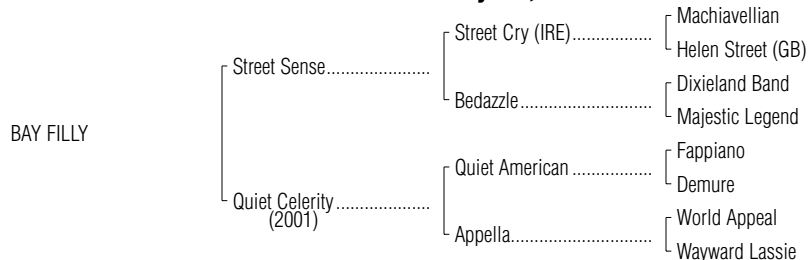 Machiavellian
Street Cry (IRE)..................
Helen Street (GB)
Street Sense.......................
Dixieland Band
Bedazzle.............................
Majestic Legend
BAY FILLY
Fappiano
Quiet American ..................
Demure
Quiet Celerity .....................
(2001)
World Appeal
Appella...............................
Wayward Lassie